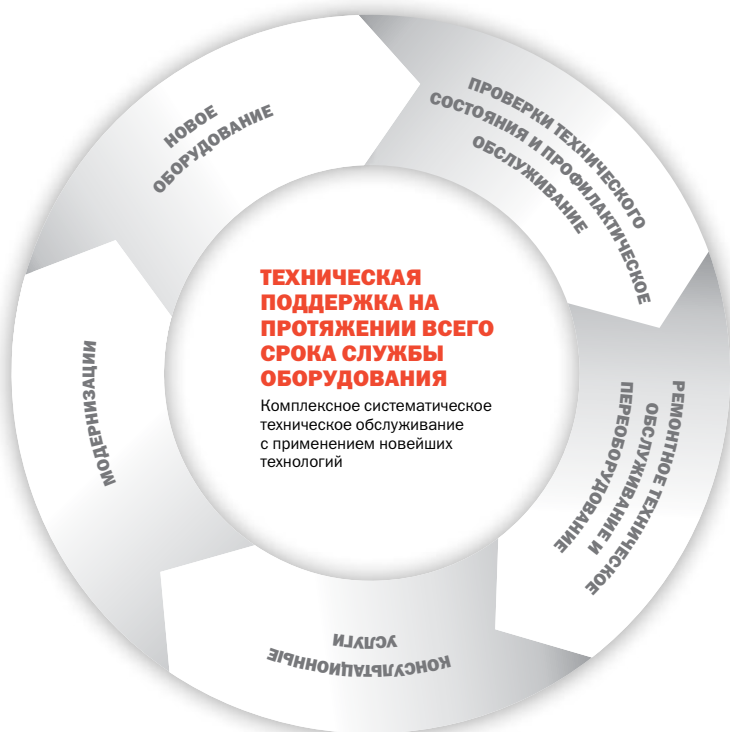 НОВОЕ
ОБОРУДОВАНИЕ
ПРОВЕРКИ ТЕХНИЧЕСКОГО
СОСТОЯНИЯ И ПРОФИЛАКТИЧЕСКОЕ
ОБСЛУЖИВАНИЕ
РЕМОНТНОЕ ТЕХНИЧЕСКОЕ
ОБСЛУЖИВАНИЕ И
ПЕРЕОБОРУДОВАНИЕ
КОНСУЛЬТАЦИОННЫЕ
УСЛУГИ
МОДЕРНИЗАЦИИ
ТЕХНИЧЕСКАЯ
ПОДДЕРЖКА НА
ПРОТЯЖЕНИИ ВСЕГО
СРОКА СЛУЖБЫ
ОБОРУДОВАНИЯ
Комплексное систематическое
техническое обслуживание
с применением новейших
технологий